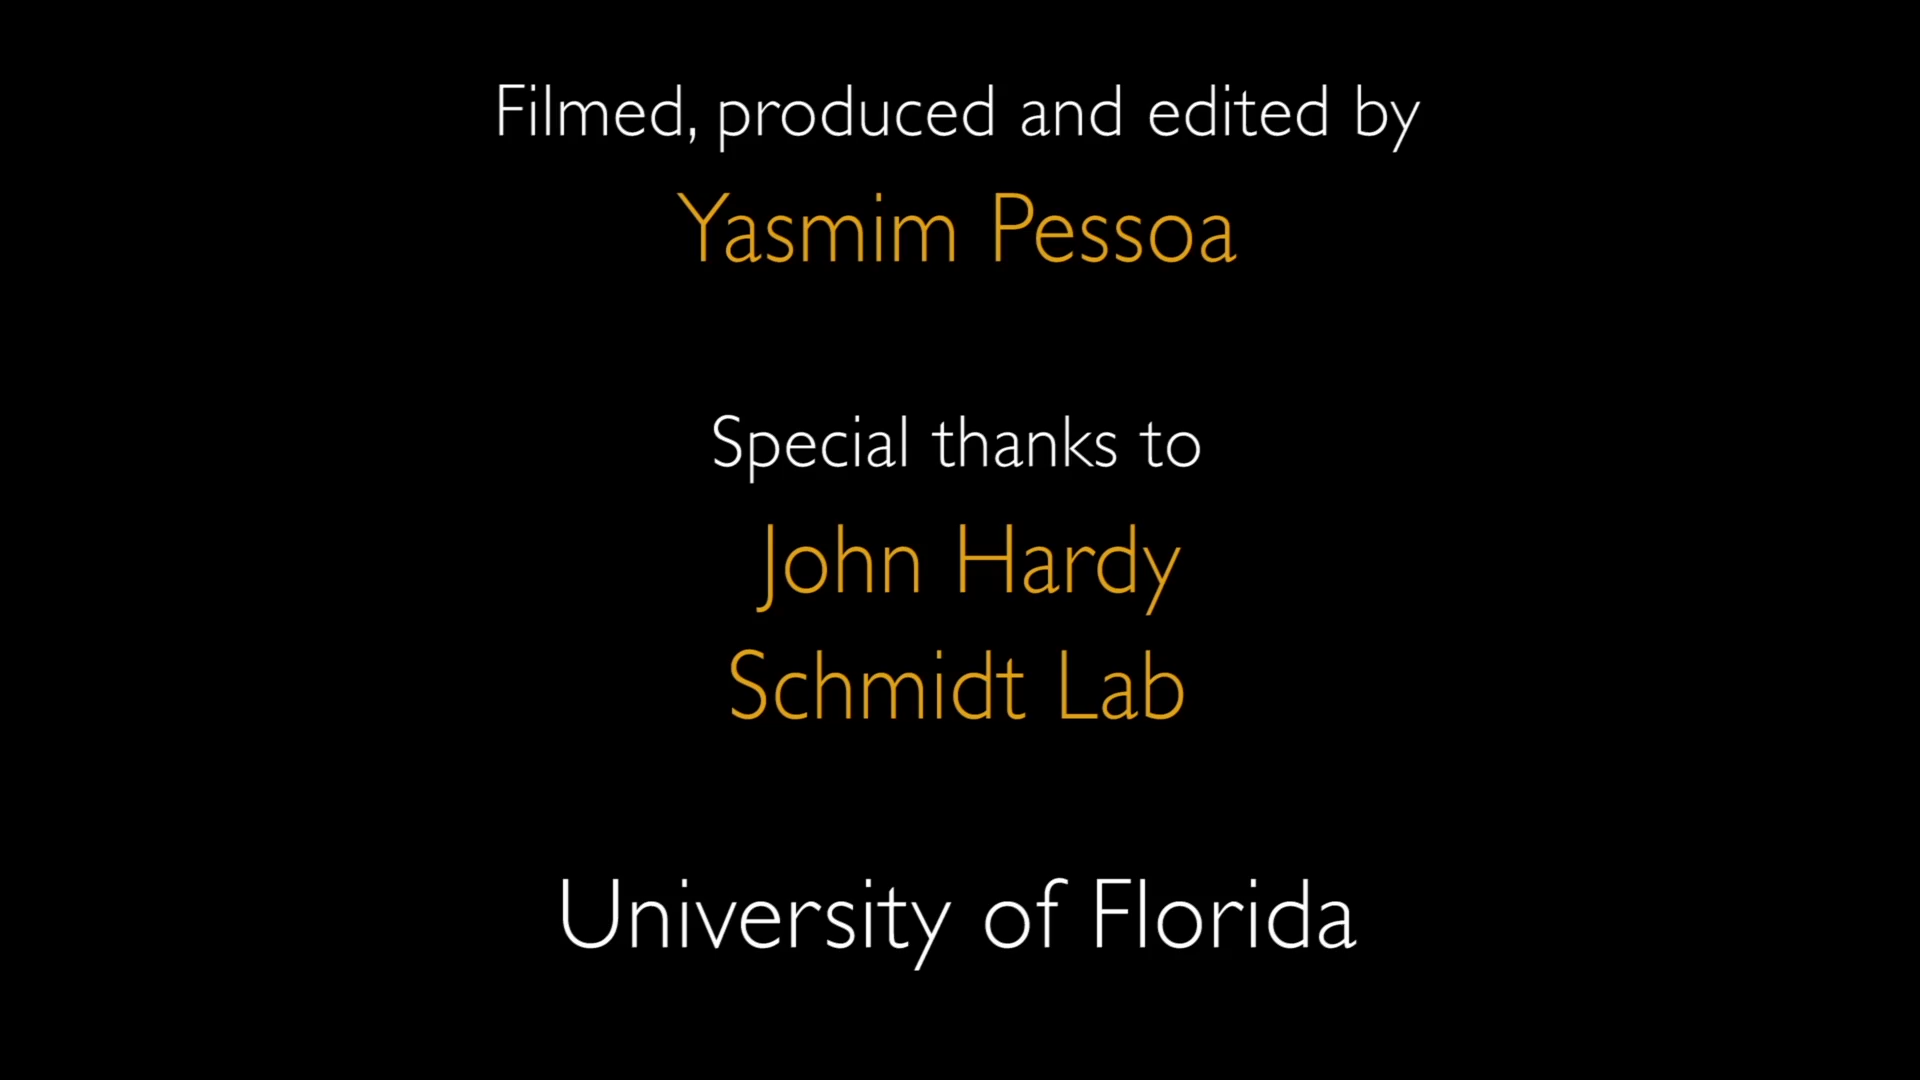 Filmed, produced and edited by
Yasmim Pessoa
Special thanks to
John Hardy
Schmidt Lab
University of Florida